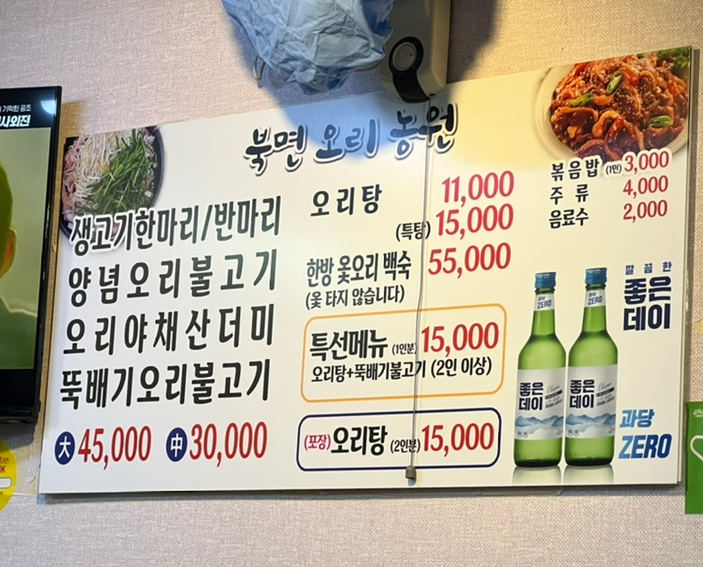 북면 오리 농원
생고기한마리/반마리
양념오리불고기
오리야채산더미
뚝배기오리불고기
大 45,000 中 30,000
오리탕 11,000
(특탕) 15,000
한방 옻오리 백숙 55,000
(옻 타지 않습니다)
특선메뉴 (1인분) 15,000
오리탕+뚝배기불고기 (2인 이상)
(포장) 오리탕 (2인분) 15,000
볶음밥 (1인) 3,000
주류 4,000
음료수 2,000
깔끔한
좋은
데이
과당
ZERO
좋은
데이
좋은
데이
ZERO
ZERO
사외진